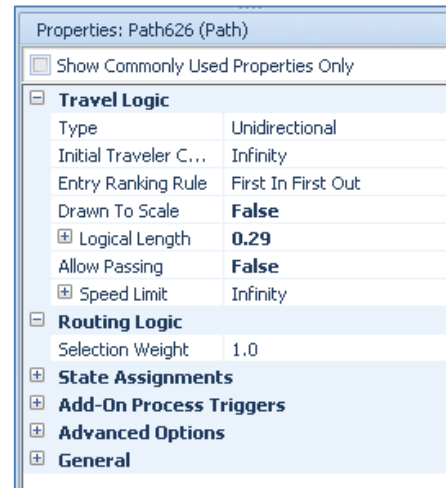 Properties: Path626 (Path)
Show Commonly Used Properties Only
Travel Logic
Type Unidirectional
Initial Traveler C... Infinity
Entry Ranking Rule First In First Out
Drawn To Scale False
Logical Length 0.29
Allow Passing False
Speed Limit Infinity
Routing Logic
Selection Weight 1.0
State Assignments
Add-On Process Triggers
Advanced Options
General